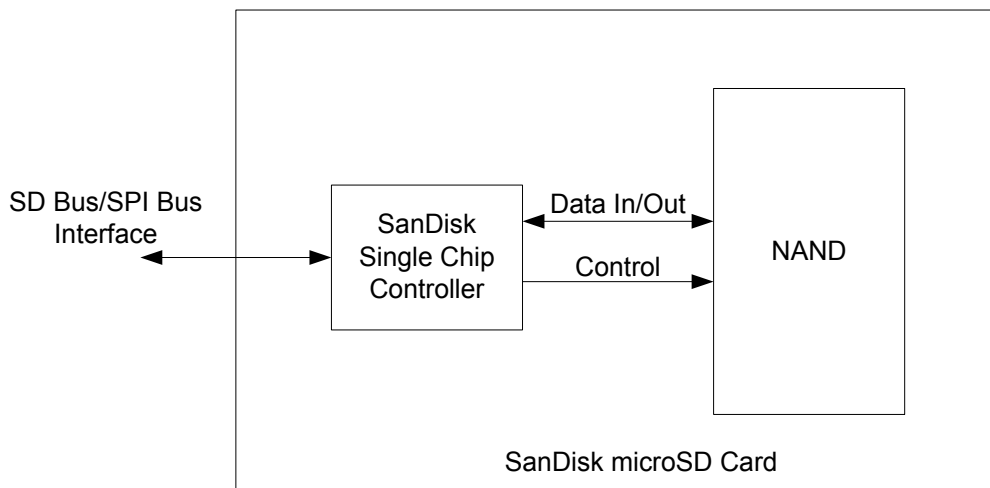 SD Bus/SPI Bus
Interface
SanDisk
Single Chip
Controller
Data In/Out
Control
NAND
SanDisk microSD Card